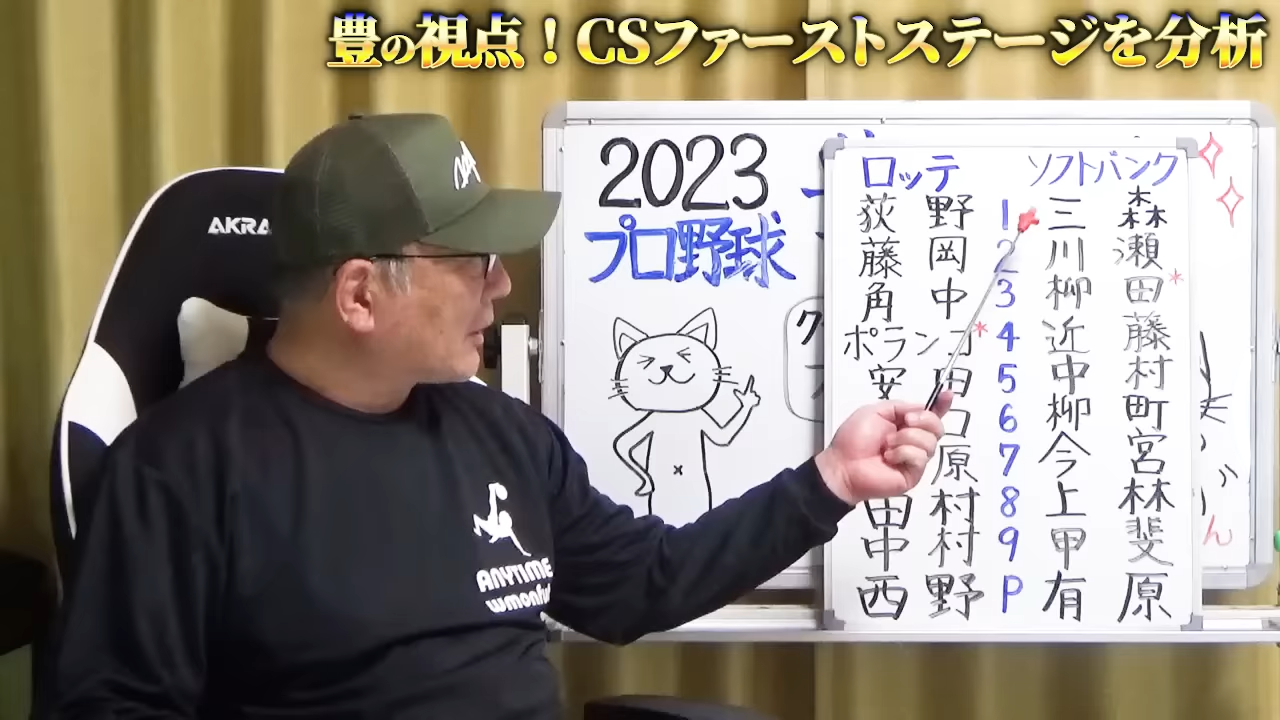 豊の視点！CSファーストステージを分析
AKRA
2023
プロ野球
ロッテ ソフトバンク
荻野 1 三森
藤岡 2 川瀬
角中 3 柳田*
ポランコ* 4 近藤
安田 5 中村
口 6 柳町
原 7 今宮
田村 8 上林
中村 9 甲斐
西野 P 有原
ん
ANYTIME